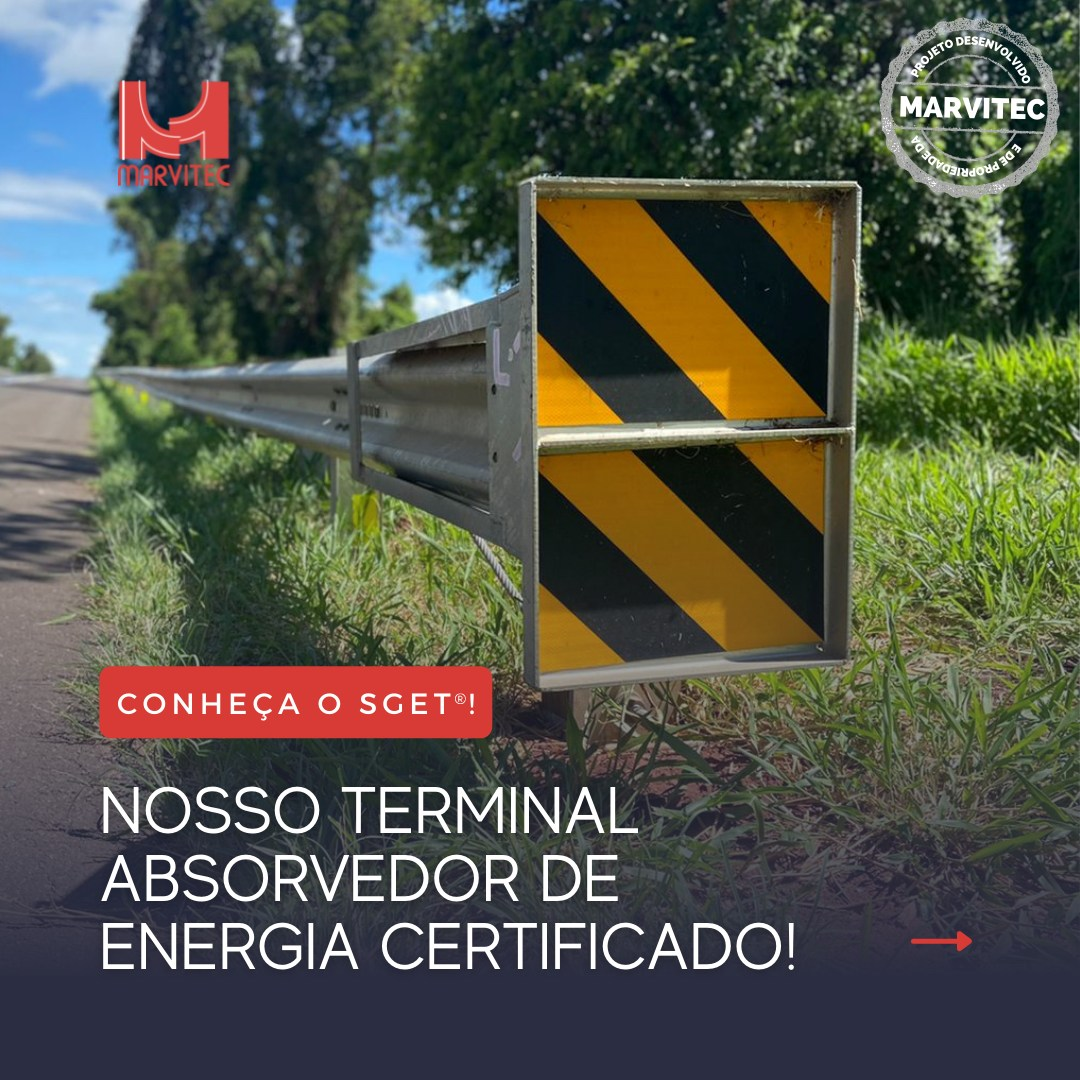 MARVITEC
PROJETO DESENVOLVIDO
MARVITEC
E DE PROPRIEDADE DA
CONHEÇA O SGET®!
NOSSO TERMINAL
ABSORVEDOR DE
ENERGIA CERTIFICADO!